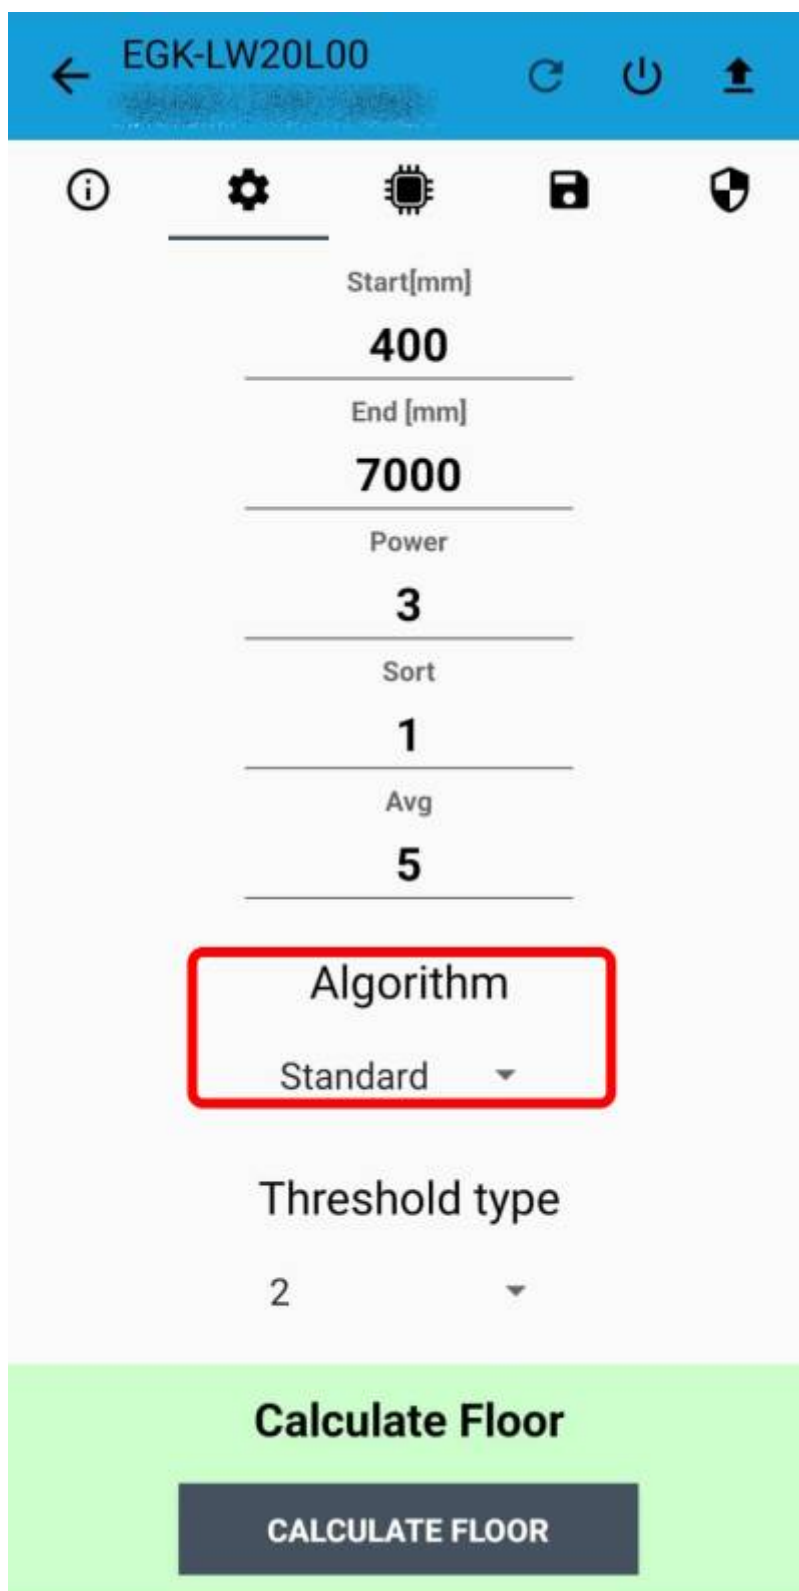 EGK-LW20L00
Start[mm]
400
End [mm]
7000
Power
3
Sort
1
Avg
5
Algorithm
Standard
Threshold type
2
Calculate Floor
CALCULATE FLOOR